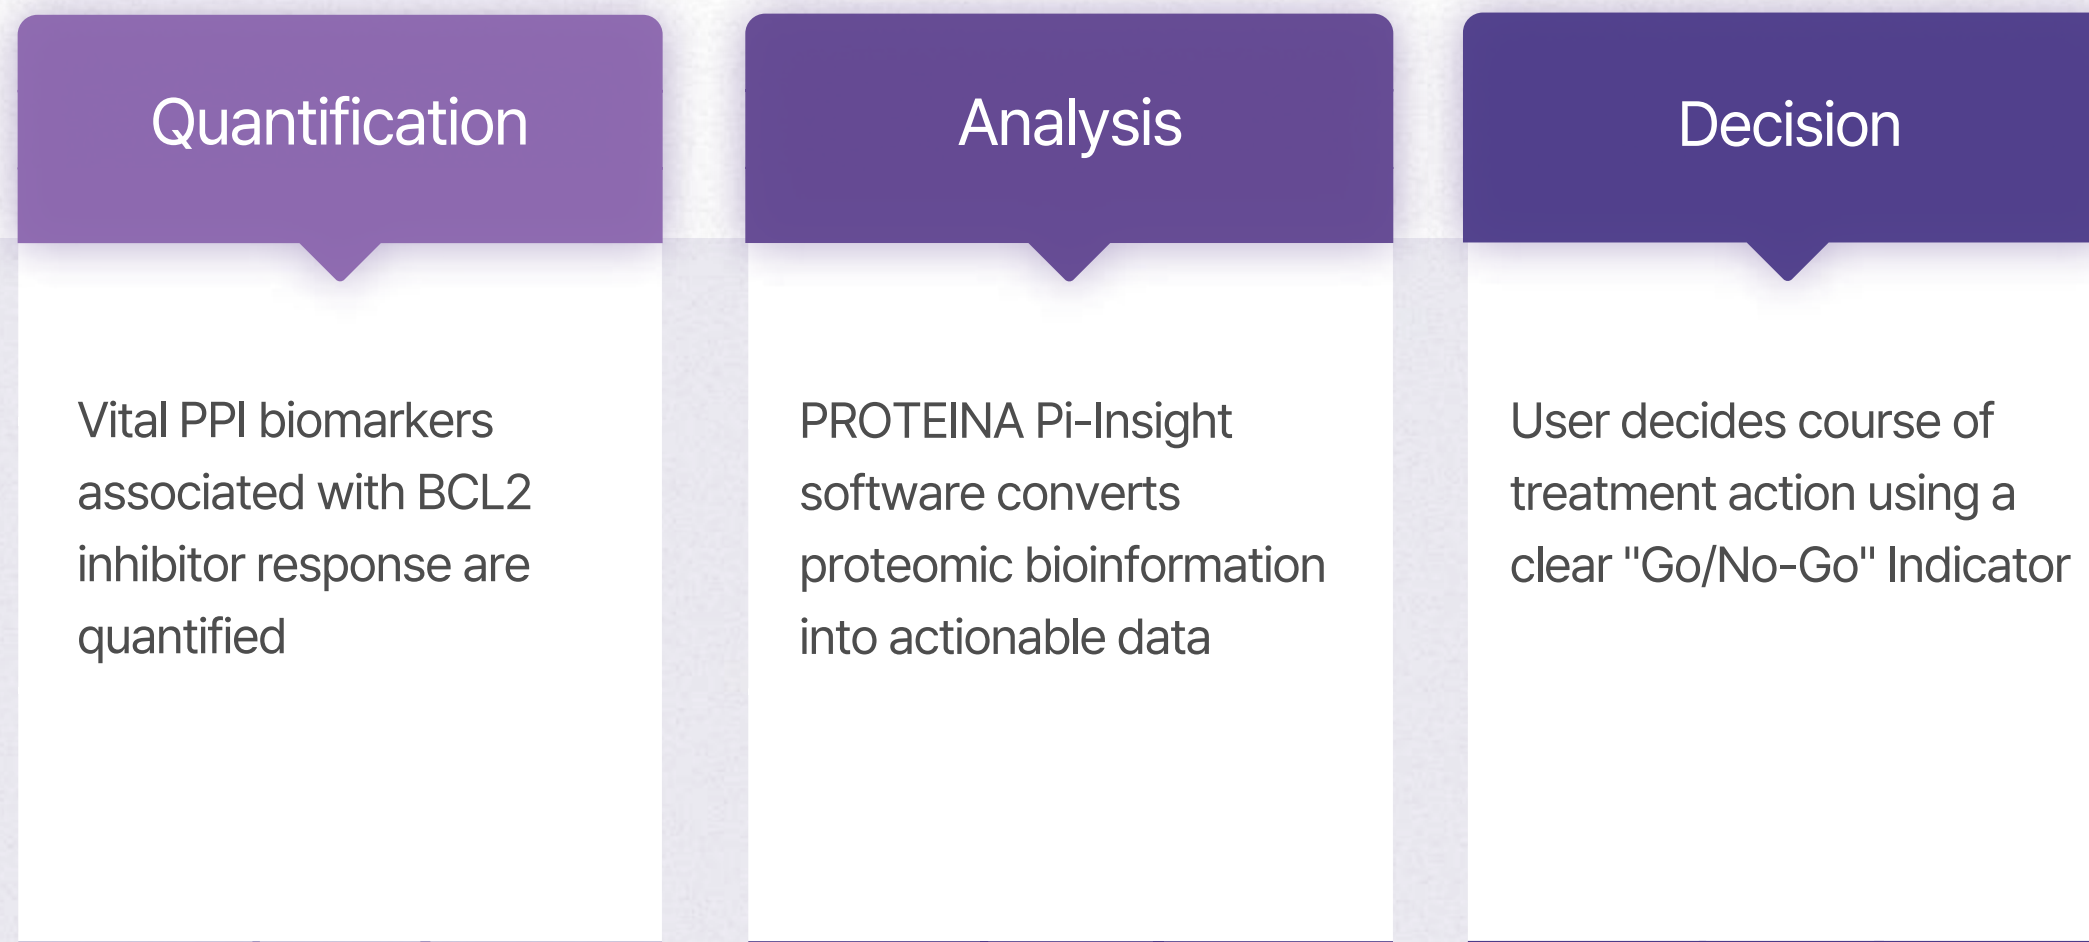 Quantification
Vital PPI biomarkers
associated with BCL2
inhibitor response are
quantified
Analysis
PROTEINA Pi-Insight
software converts
proteomic bioinformation
into actionable data
Decision
User decides course of
treatment action using a
clear "Go/No-Go" Indicator